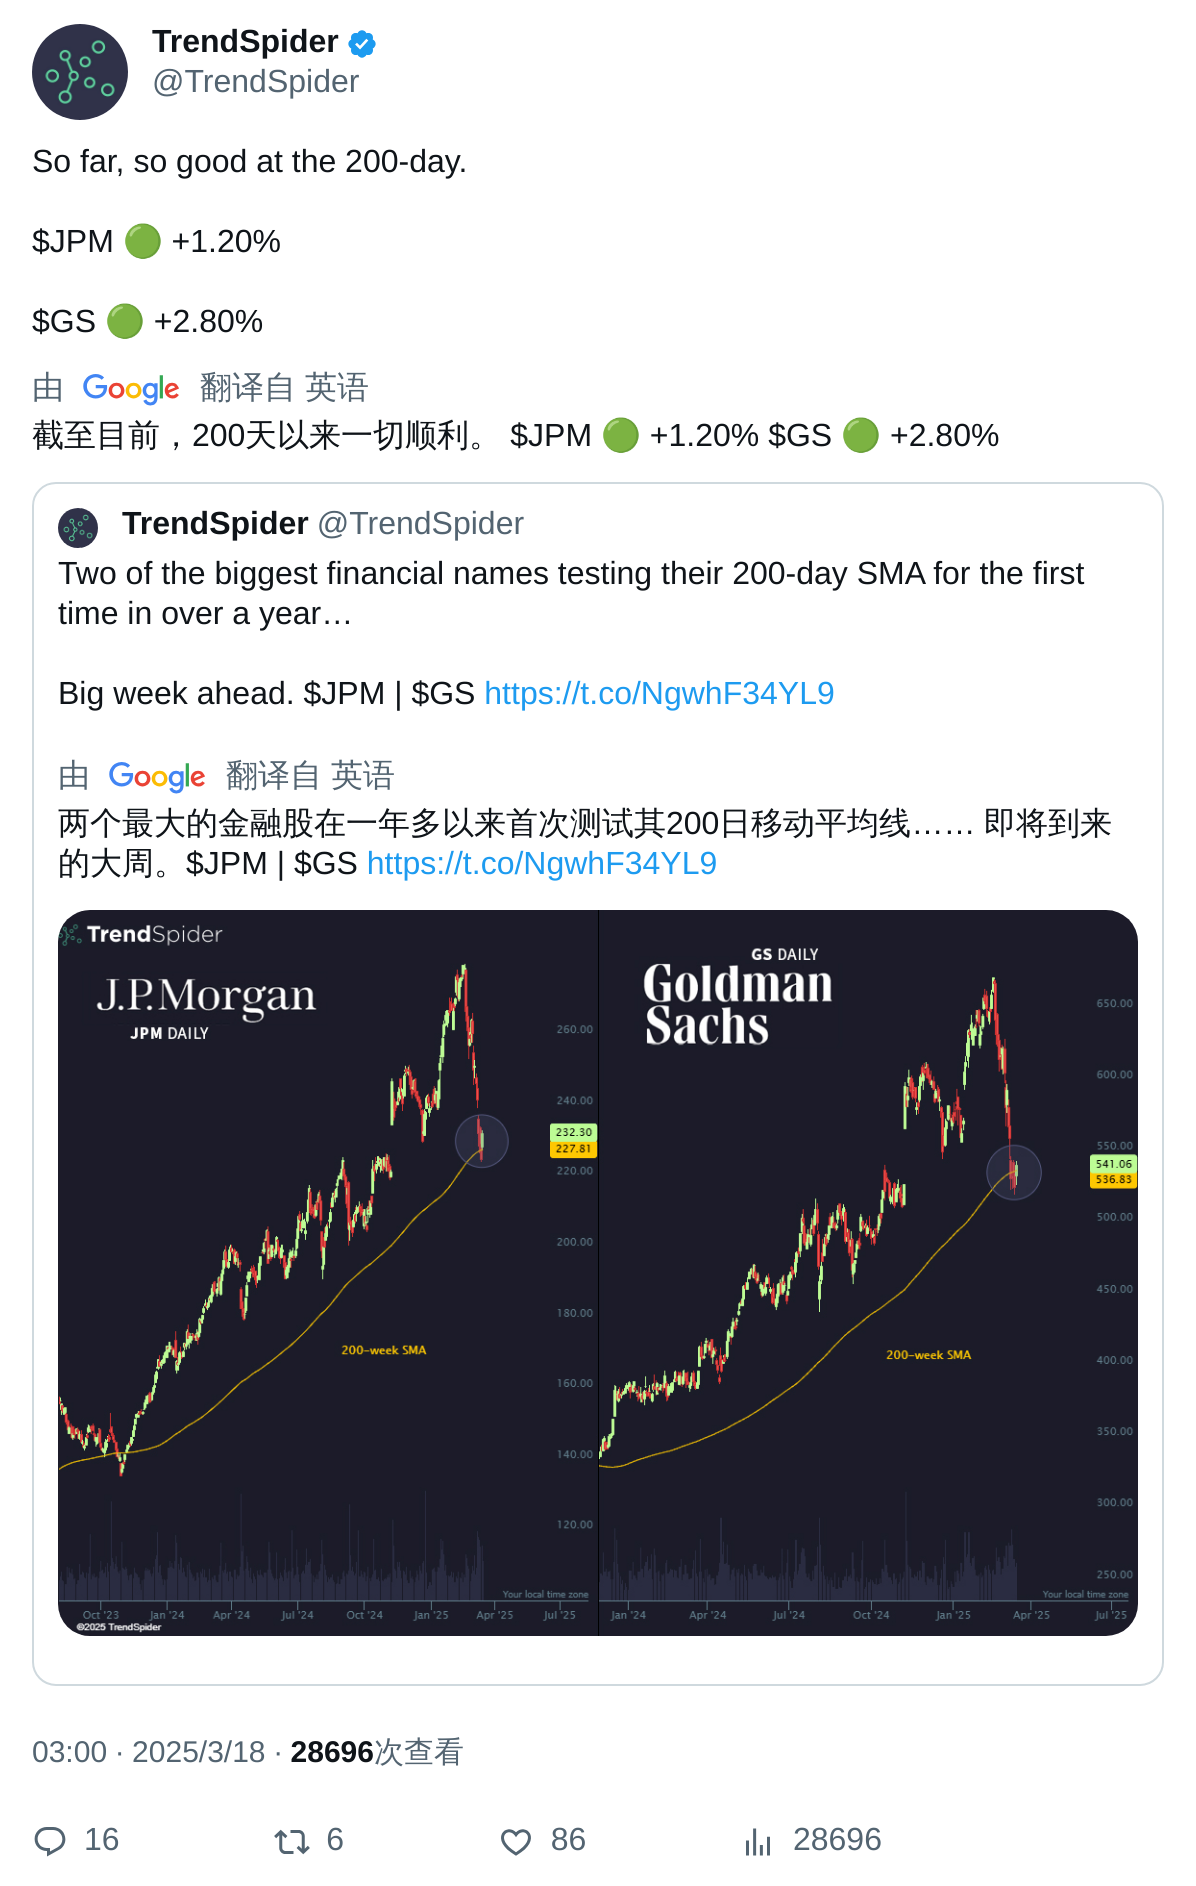 TrendSpider
@TrendSpider
So far, so good at the 200-day.
$JPM 🟢 +1.20%
$GS 🟢 +2.80%
由 Google 翻译自 英语
截至目前，200天以来一切顺利。 $JPM 🟢 +1.20% $GS 🟢 +2.80%
TrendSpider @TrendSpider
Two of the biggest financial names testing their 200-day SMA for the first
time in over a year…
Big week ahead. $JPM | $GS https://t.co/NgwhF34YL9
由 Google 翻译自 英语
两个最大的金融股在一年多以来首次测试其200日移动平均线…… 即将到来
的大周。$JPM | $GS https://t.co/NgwhF34YL9
TrendSpider
J.P.Morgan
JPM DAILY
260.00
240.00
232.30
227.81
220.00
200.00
180.00
200-week SMA
160.00
140.00
120.00
Your local time zone
Oct '23 Jan '24 Apr '24 Jul '24 Oct '24 Jan '25 Apr '25 Jul '25
©2025 TrendSpider
GS DAILY
Goldman
Sachs
650.00
600.00
550.00
541.06
536.83
500.00
450.00
200-week SMA
400.00
350.00
300.00
250.00
Your local time zone
Jan '24 Apr '24 Jul '24 Oct '24 Jan '25 Apr '25 Jul '25
03:00 · 2025/3/18 · 28696次查看
16 6 86 28696